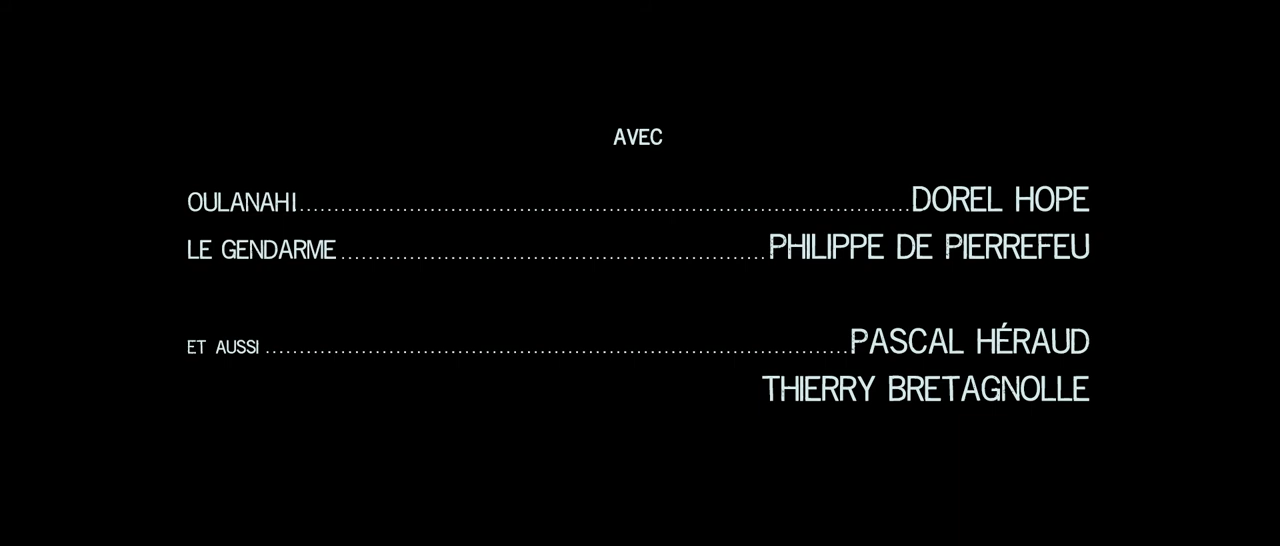 AVEC
OULANAHI..........................................................................................DOREL HOPE
LE GENDARME...............................................................PHILIPPE DE PIERREFEU
ET AUSSI......................................................................................PASCAL HÉRAUD
THIERRY BRETAGNOLLE